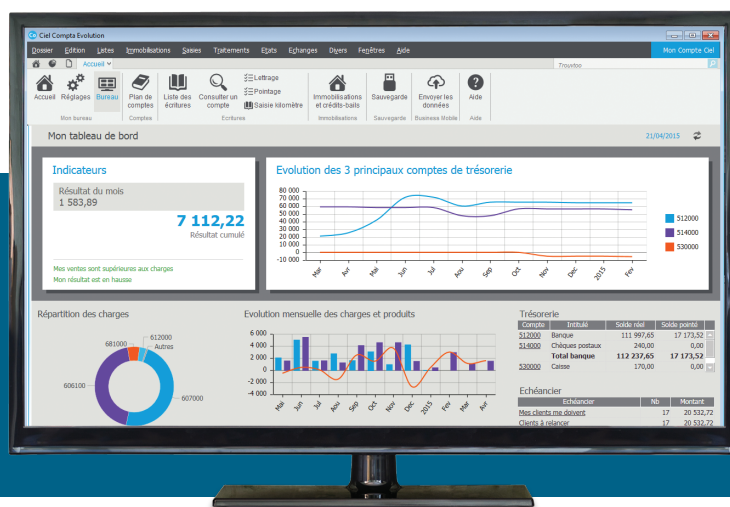 Ciel Compta Evolution
Dossier Edition Listes Immobilisations Saisies Traitements Etats Echanges Divers Fenêtres Aide
Mon Compte Ciel
Accueil
Trouvtoo
Accueil Réglages Bureau
Mon bureau
Plan de comptes
Comptes
Liste des écritures
Consulter un compte
Lettrage
Pointage
Saisie kilomètre
Ecritures
Immobilisations et crédits-bails
Immobilisations
Sauvegarde
Sauvegarde
Envoyer les données
Business Mobile
Aide
Aide
Mon tableau de bord
21/04/2015
Indicateurs
Résultat du mois
1 583,89
7 112,22
Résultat cumulé
Mes ventes sont supérieures aux charges
Mon résultat est en hausse
Evolution des 3 principaux comptes de trésorerie
80 000
70 000
60 000
50 000
40 000
30 000
20 000
10 000
0
-10 000
Mar Avr Mai Jun Jul Aou Sep Oct Nov Dec 2015 Fev
512000
514000
530000
Répartition des charges
612000
Autres
681000
606100
607000
Evolution mensuelle des charges et produits
6 000
4 000
2 000
0
-2 000
-4 000
Mai Jun Jul Aou Sep Oct Nov Dec 2015 Fev Mar Avr
Trésorerie
Compte Intitulé Solde réel Solde pointé
512000 Banque 111 997,65 17 173,52
514000 Chèques postaux 240,00 0,00
Total banque 112 237,65 17 173,52
530000 Caisse 170,00 0,00
Echéancier
Echéancier Nb Montant
Mes clients me doivent 17 20 532,72
Clients à relancer 17 20 532,72